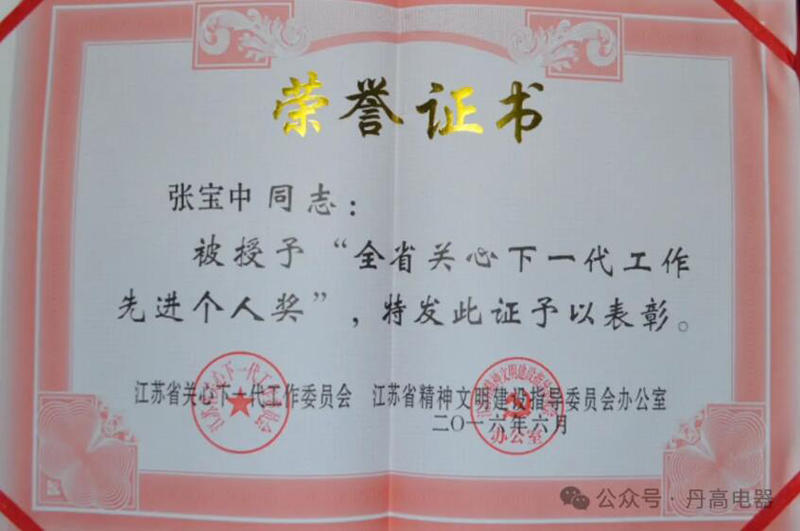 荣誉证书
张宝中同志：
被授予“全省关心下一代工作
先进个人奖”，特发此证予以表彰。
江苏省关心下一代工作委员会 江苏省精神文明建设指导委员会办公室
二〇一六年六月
公众号·丹高电器